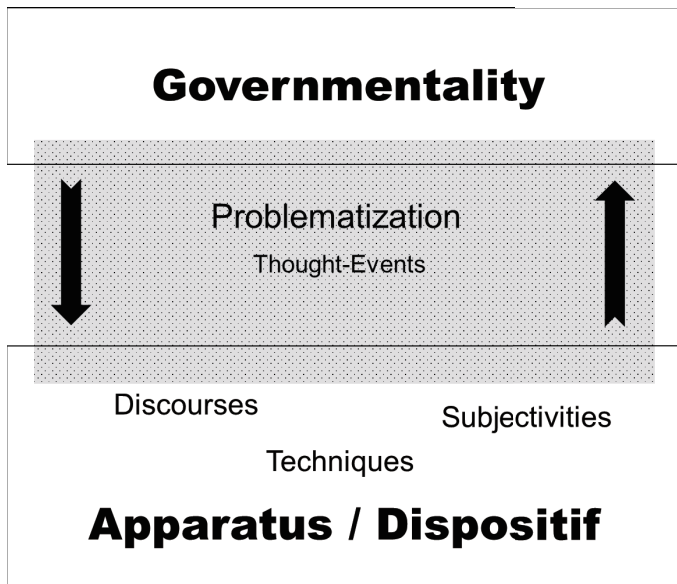 Governmentality
Problematization
Thought-Events
Discourses
Subjectivities
Techniques
Apparatus / Dispositif